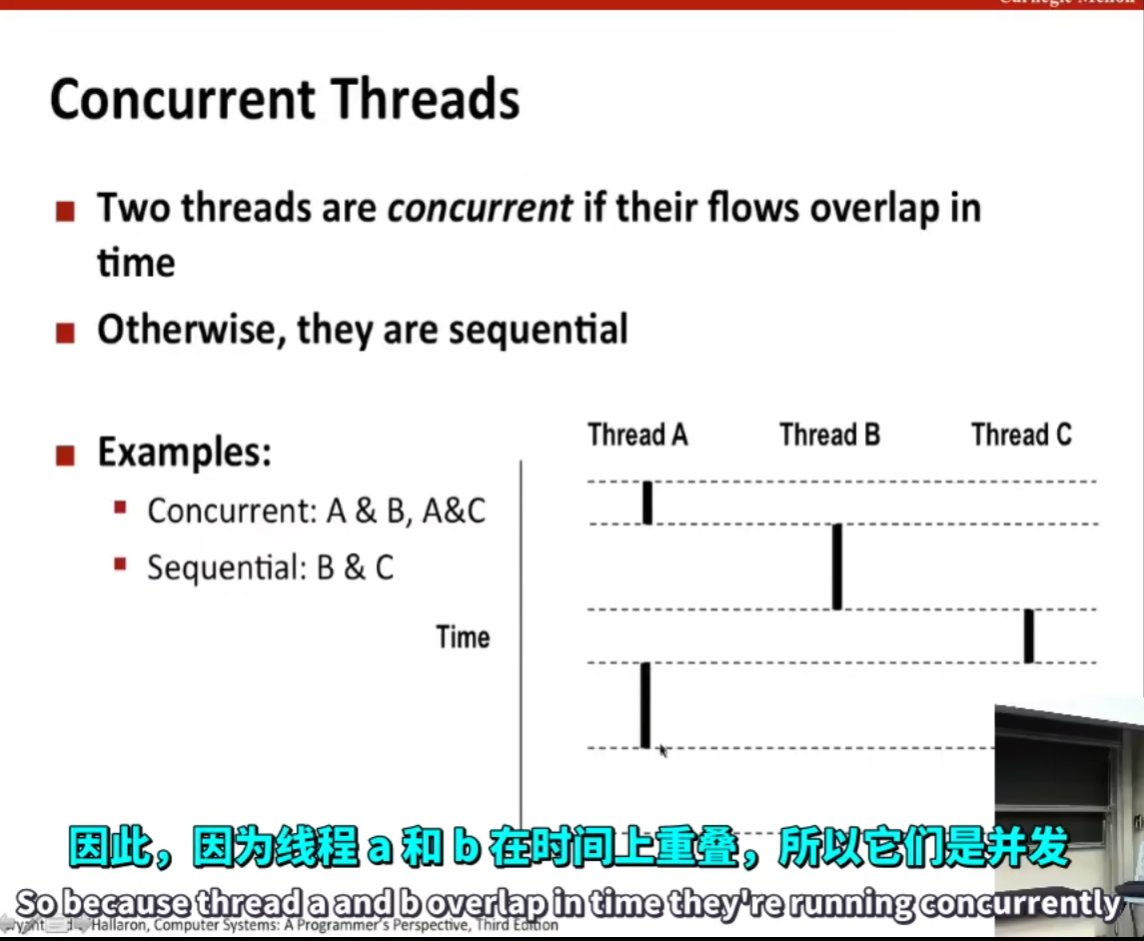 Carnegie Mellon
Concurrent Threads
Two threads are concurrent if their flows overlap in
time
Otherwise, they are sequential
Examples:
Concurrent: A & B, A&C
Sequential: B & C
Thread A Thread B Thread C
Time
因此，因为线程 a 和 b 在时间上重叠，所以它们是并发
So because thread a and b overlap in time they're running concurrently
Hallaron, Computer Systems: A Programmer's Perspective, Third Edition